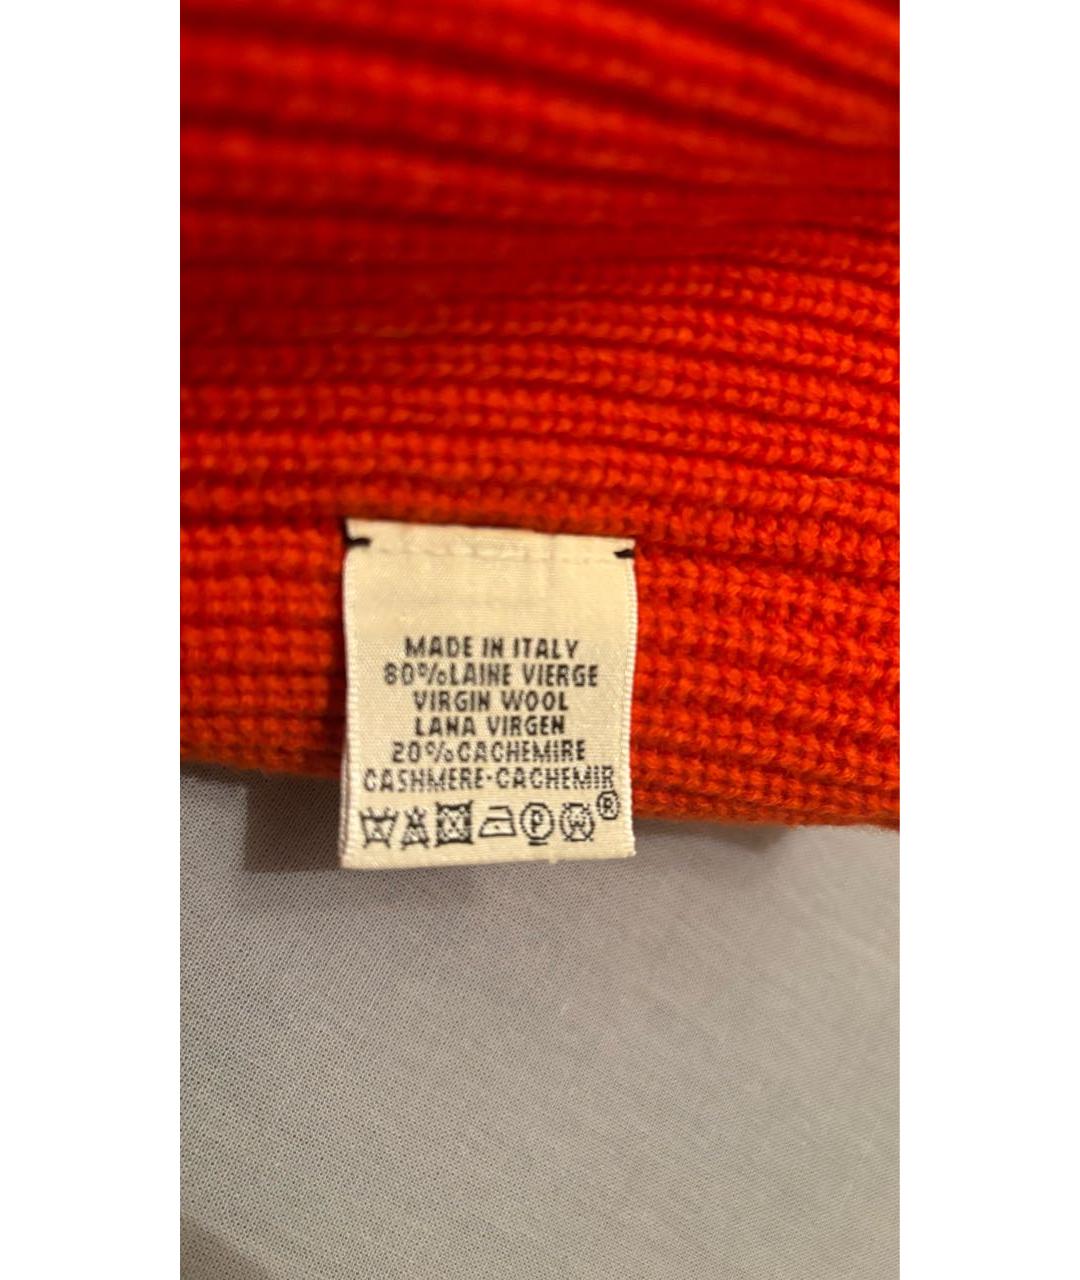 MADE IN ITALY
80%LAINE VIERGE
VIRGIN WOOL
LANA VIRGEN
20%CACHEMIRE
CASHMERE-CACHEMIR
P W ®